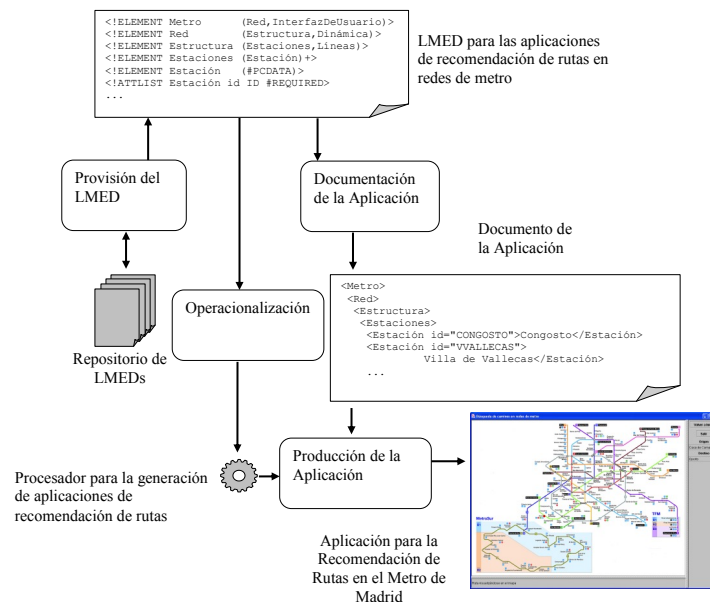 <!ELEMENT Metro (Red,InterfazDeUsuario)>
<!ELEMENT Red (Estructura,Dinámica)>
<!ELEMENT Estructura (Estaciones,Lineas)>
<!ELEMENT Estaciones (Estación)+>
<!ELEMENT Estación (#PCDATA)>
<!ATTLIST Estación id ID #REQUIRED>
...
LMED para las aplicaciones
de recomendación de rutas en
redes de metro
Provisión del
LMED
Documentación
de la Aplicación
Documento de
la Aplicación
Repositorio de
LMEDs
Operacionalización
<Metro>
<Red>
<Estructura>
<Estaciones>
<Estación id="CONGOSTO">Congosto</Estación>
<Estación id="VVALLECAS">
Villa de Vallecas</Estación>
...
Procesador para la generación
de aplicaciones de
recomendación de rutas
Producción de la
Aplicación
MetroSur
TFM
Aplicación para la
Recomendación de
Rutas en el Metro de
Madrid